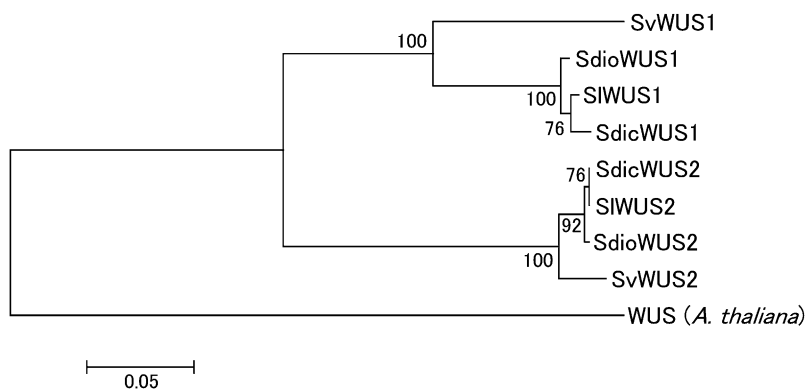 SvWUS1
100
SdioWUS1
SlWUS1
100
76
SdicWUS1
76
SdicWUS2
SlWUS2
92
SdioWUS2
100
SvWUS2
WUS (A. thaliana)
0.05